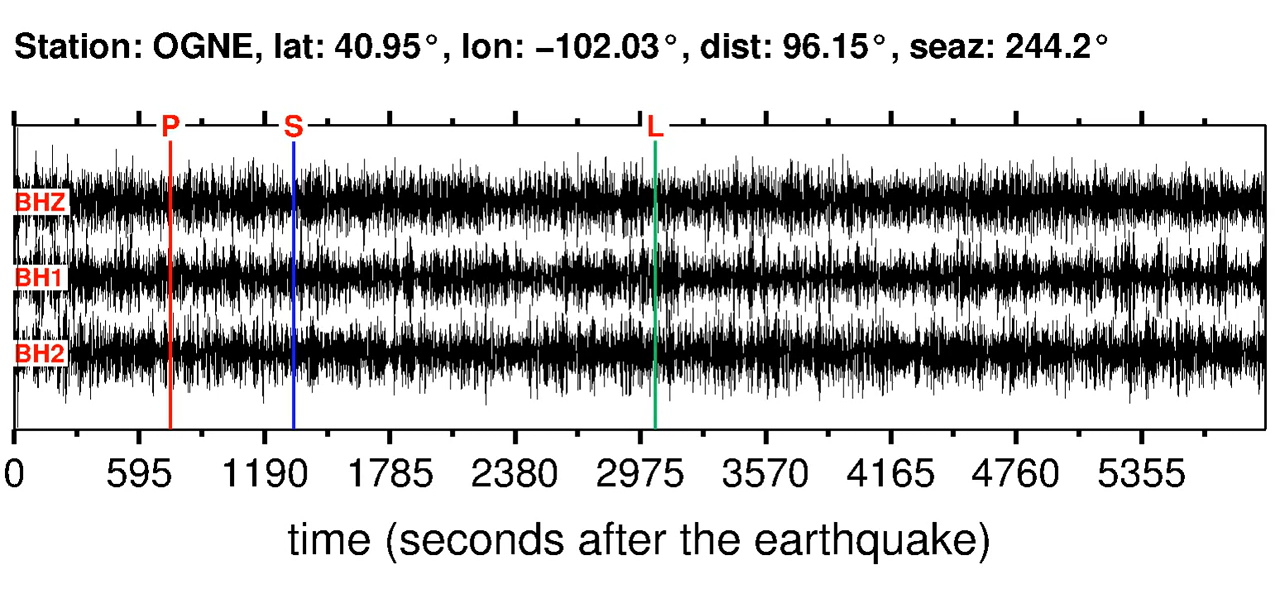 Station: OGNE, lat: 40.95°, lon: −102.03°, dist: 96.15°, seaz: 244.2°
P S L
BHZ
BH1
BH2
0 595 1190 1785 2380 2975 3570 4165 4760 5355
time (seconds after the earthquake)